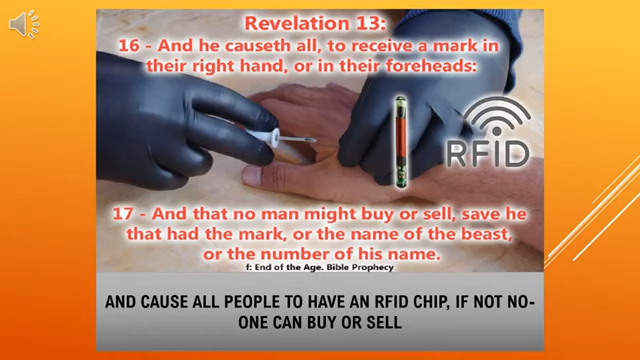 Revelation 13:
16 - And he causeth all, to receive a mark in
their right hand, or in their foreheads:
RFiD
17 - And that no man might buy or sell, save he
that had the mark, or the name of the beast,
or the number of his name.
f: End of the Age. Bible Prophecy
AND CAUSE ALL PEOPLE TO HAVE AN RFID CHIP, IF NOT NO-
ONE CAN BUY OR SELL